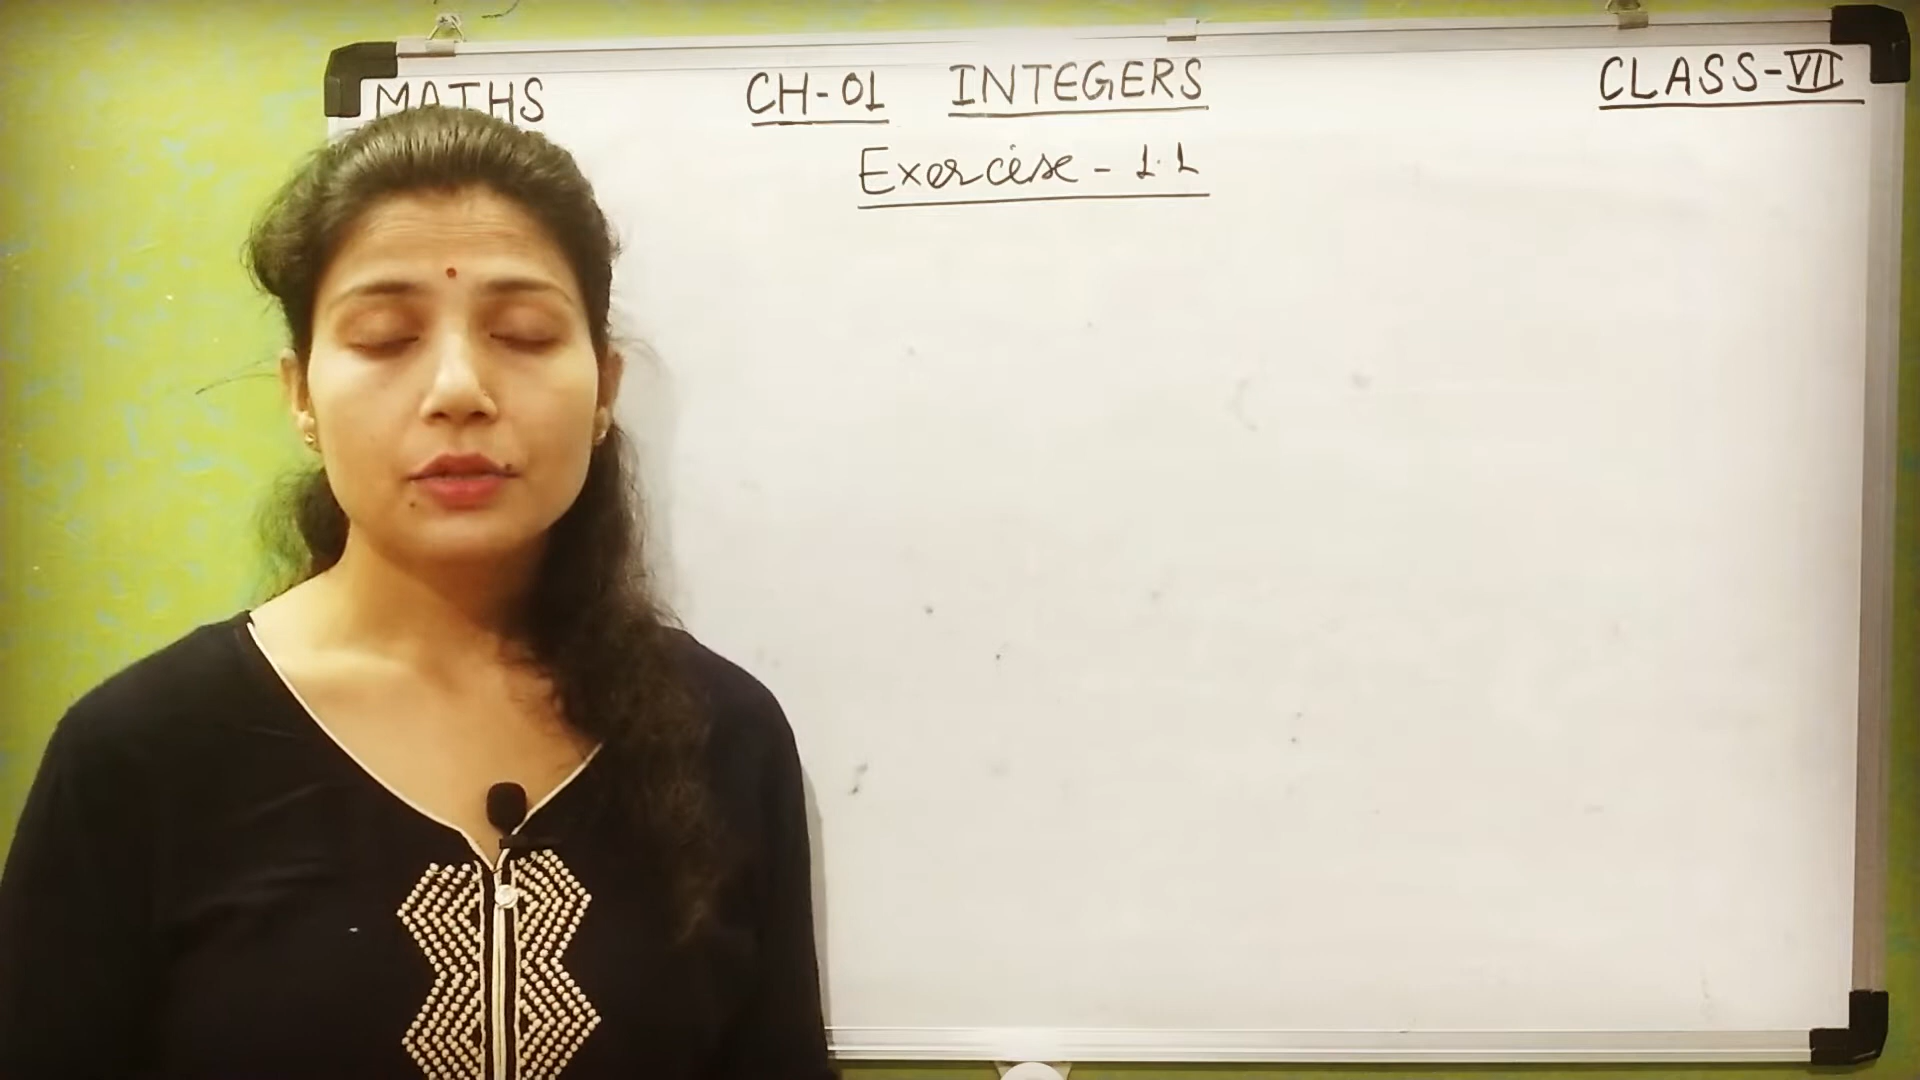 MATHS CH-01 INTEGERS CLASS-VII
Exercise - 1.1